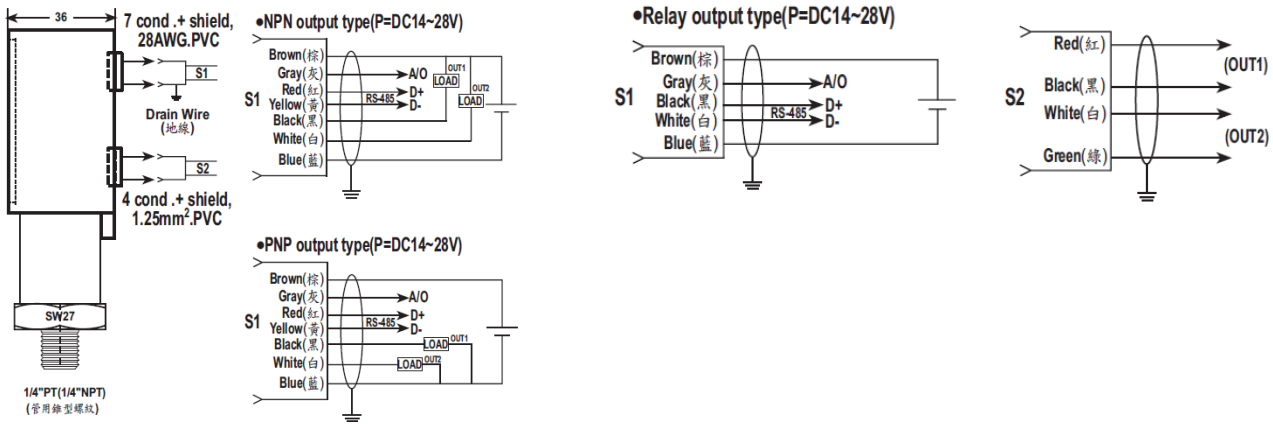 36
7 cond .+ shield,
28AWG.PVC
S1
Drain Wire
(地線)
S2
4 cond .+ shield,
1.25mm².PVC
SW27
1/4"PT(1/4"NPT)
(管用錐型螺紋)
•NPN output type(P=DC14~28V)
S1
Brown(棕)
Gray(灰)
A/O
Red(紅)
D+
Yellow(黃)
RS-485
D-
Black(黑)
White(白)
Blue(藍)
OUT1
LOAD
OUT2
LOAD
•PNP output type(P=DC14~28V)
S1
Brown(棕)
Gray(灰)
A/O
Red(紅)
D+
Yellow(黃)
RS-485
D-
Black(黑)
LOAD
OUT1
White(白)
LOAD
OUT2
Blue(藍)
•Relay output type(P=DC14~28V)
S1
Brown(棕)
Gray(灰)
A/O
Black(黑)
D+
White(白)
RS-485
D-
Blue(藍)
S2
Red(紅)
(OUT1)
Black(黑)
White(白)
(OUT2)
Green(綠)